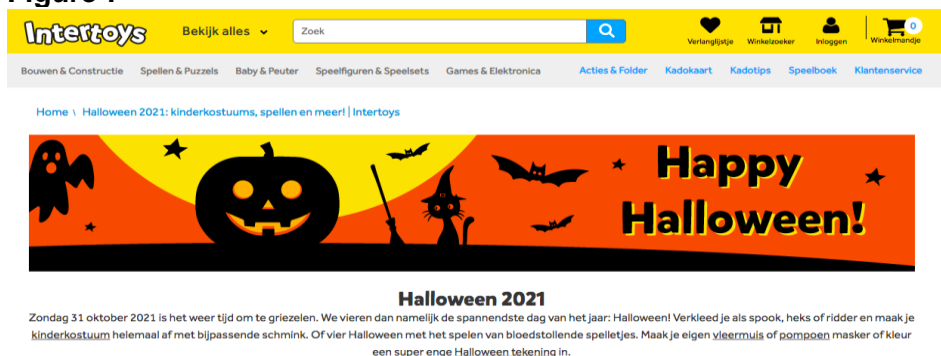 Intertoys
Bekijk alles
Zoek
Verlanglijstje
Winkelzoeker
Inloggen
0
Winkelmandje
Bouwen & Constructie
Spellen & Puzzels
Baby & Peuter
Speelfiguren & Speelsets
Games & Elektronica
Acties & Folder
Kadokaart
Kadotips
Speelboek
Klantenservice
Home \ Halloween 2021: kinderkostuums, spellen en meer! | Intertoys
Happy
Halloween!
Halloween 2021
Zondag 31 oktober 2021 is het weer tijd om te griezelen. We vieren dan namelijk de spannendste dag van het jaar: Halloween! Verkleed je als spook, heks of ridder en maak je
kinderkostuum helemaal af met bijpassende schmink. Of vier Halloween met het spelen van bloedstollende spelletjes. Maak je eigen vleermuis of pompoen masker of kleur
een super enge Halloween tekening in.